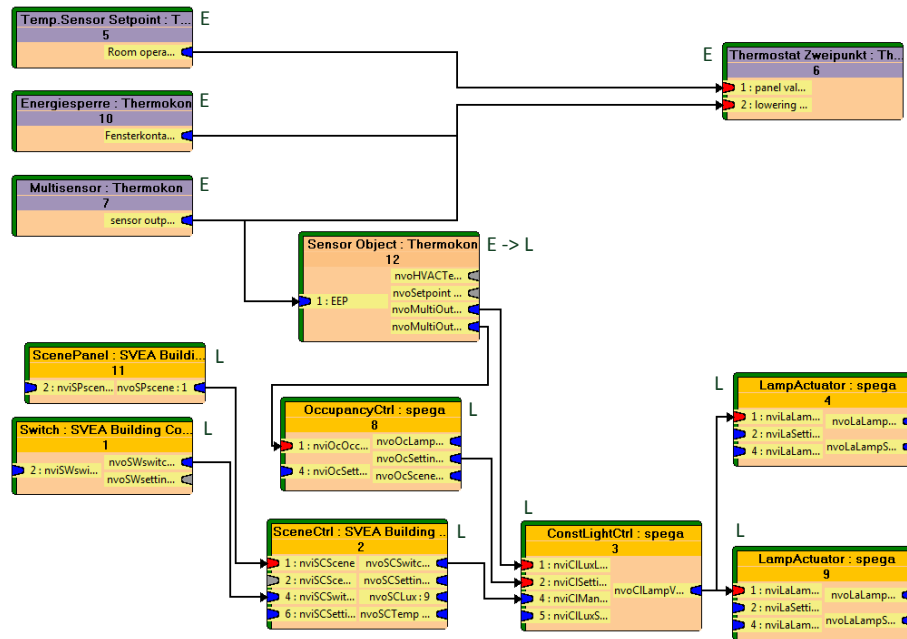 Temp.Sensor Setpoint : T...
5
Room opera...
E
Energiesperre : Thermokon
10
Fensterkonta...
E
Multisensor : Thermokon
7
sensor outp...
E
E
Thermostat Zweipunkt : Th...
6
1 : panel val...
2 : lowering ...
Sensor Object : Thermokon
12
nvoHVACTe...
nvoSetpoint ...
1 : EEP
nvoMultiOut...
nvoMultiOut...
E -> L
ScenePanel : SVEA Buildi...
11
2 : nviSPscen... nvoSPscene : 1
L
Switch : SVEA Building Co...
1
nvoSWswitc...
2 : nviSWswi...
nvoSWsettin...
L
OccupancyCtrl : spega
8
nvoOcLamp...
1 : nviOcOcc...
nvoOcSettin...
4 : nviOcSett...
nvoOcScene...
L
SceneCtrl : SVEA Building ...
2
1 : nviSCScene nvoSCSwitc...
2 : nviSCSce... nvoSCSettin...
4 : nviSCSwit... nvoSCLux : 9
6 : nviSCSetti... nvoSCTemp ...
L
L
ConstLightCtrl : spega
3
1 : nviClLuxL...
2 : nviClSetti...
nvoClLampV...
4 : nviClMan...
5 : nviClLuxS...
L
LampActuator : spega
4
1 : nviLaLam...
nvoLaLamp...
2 : nviLaSetti...
nvoLaLampS...
4 : nviLaLam...
L
LampActuator : spega
9
1 : nviLaLam...
nvoLaLamp...
2 : nviLaSetti...
nvoLaLampS...
4 : nviLaLam...